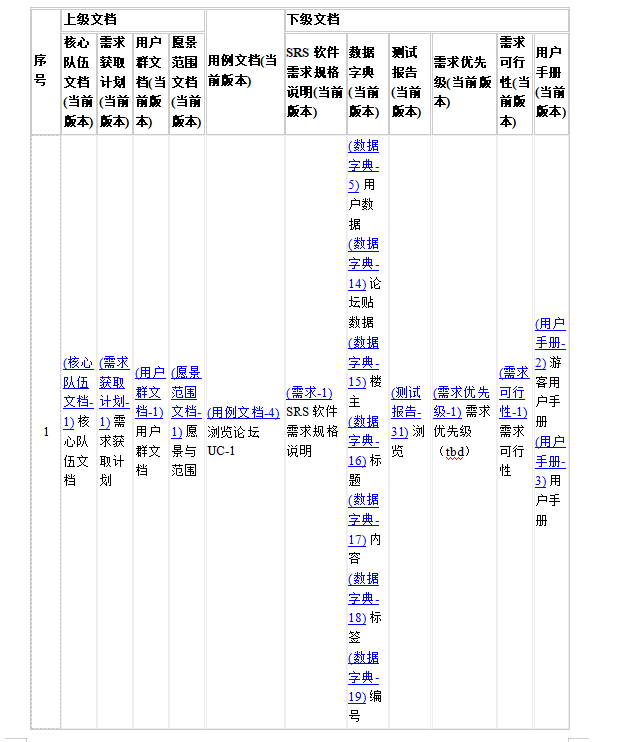 上级文档
下级文档
序
号
核心
队伍
文档
(当前
版本)
需求
获取
计划
(当前
版本)
用户
群文
档(当
前版
本)
愿景
范围
文档
(当前
版本)
用例文档(当
前版本)
SRS 软件
需求规格
说明(当前
版本)
数据
字典
(当前
版本)
测试
报告
(当前
版本)
需求优先
级(当前版
本)
需求
可行
性(当
前版
本)
用户
手册
(当前
版本)
1
(核心
队伍
文档-
1) 核
心队
伍文
档
(需求
获取
计划-
1) 需
求获
取计
划
(用户
群文
档-1)
用户
群文
档
(愿景
范围
文档-
1) 愿
景与
范围
(用例文档-4)
浏览论坛
UC-1
(需求-1)
SRS 软件
需求规格
说明
(数据
字典-
5) 用
户数
据
(数据
字典-
14) 论
坛贴
数据
(数据
字典-
15) 楼
主
(数据
字典-
16) 标
题
(数据
字典-
17) 内
容
(数据
字典-
18) 标
签
(数据
字典-
19) 编
号
(测试
报告-
31) 浏
览
(需求优先
级-1) 需求
优先级
（tbd）
(需求
可行
性-1)
需求
可行
性
(用户
手册-
2) 游
客用
户手
册
(用户
手册-
3) 用
户手
册